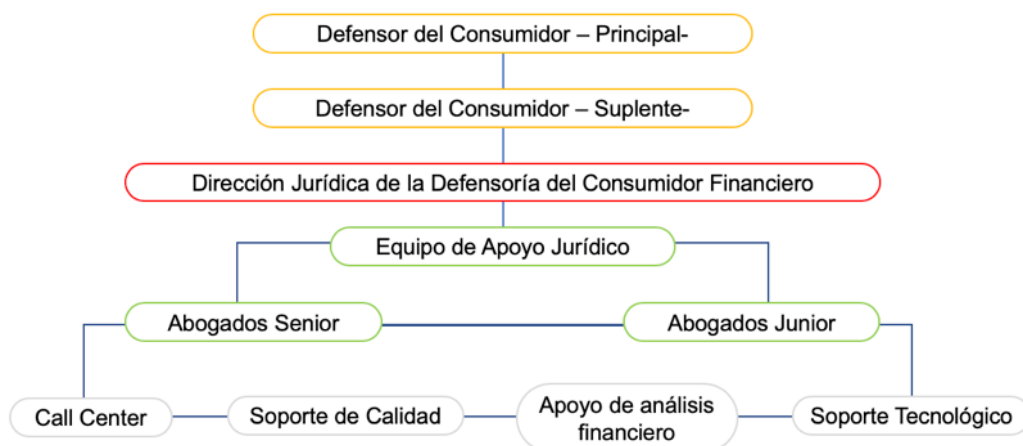 Defensor del Consumidor – Principal-
Defensor del Consumidor – Suplente-
Dirección Jurídica de la Defensoría del Consumidor Financiero
Equipo de Apoyo Jurídico
Abogados Senior
Abogados Junior
Call Center
Soporte de Calidad
Apoyo de análisis
financiero
Soporte Tecnológico